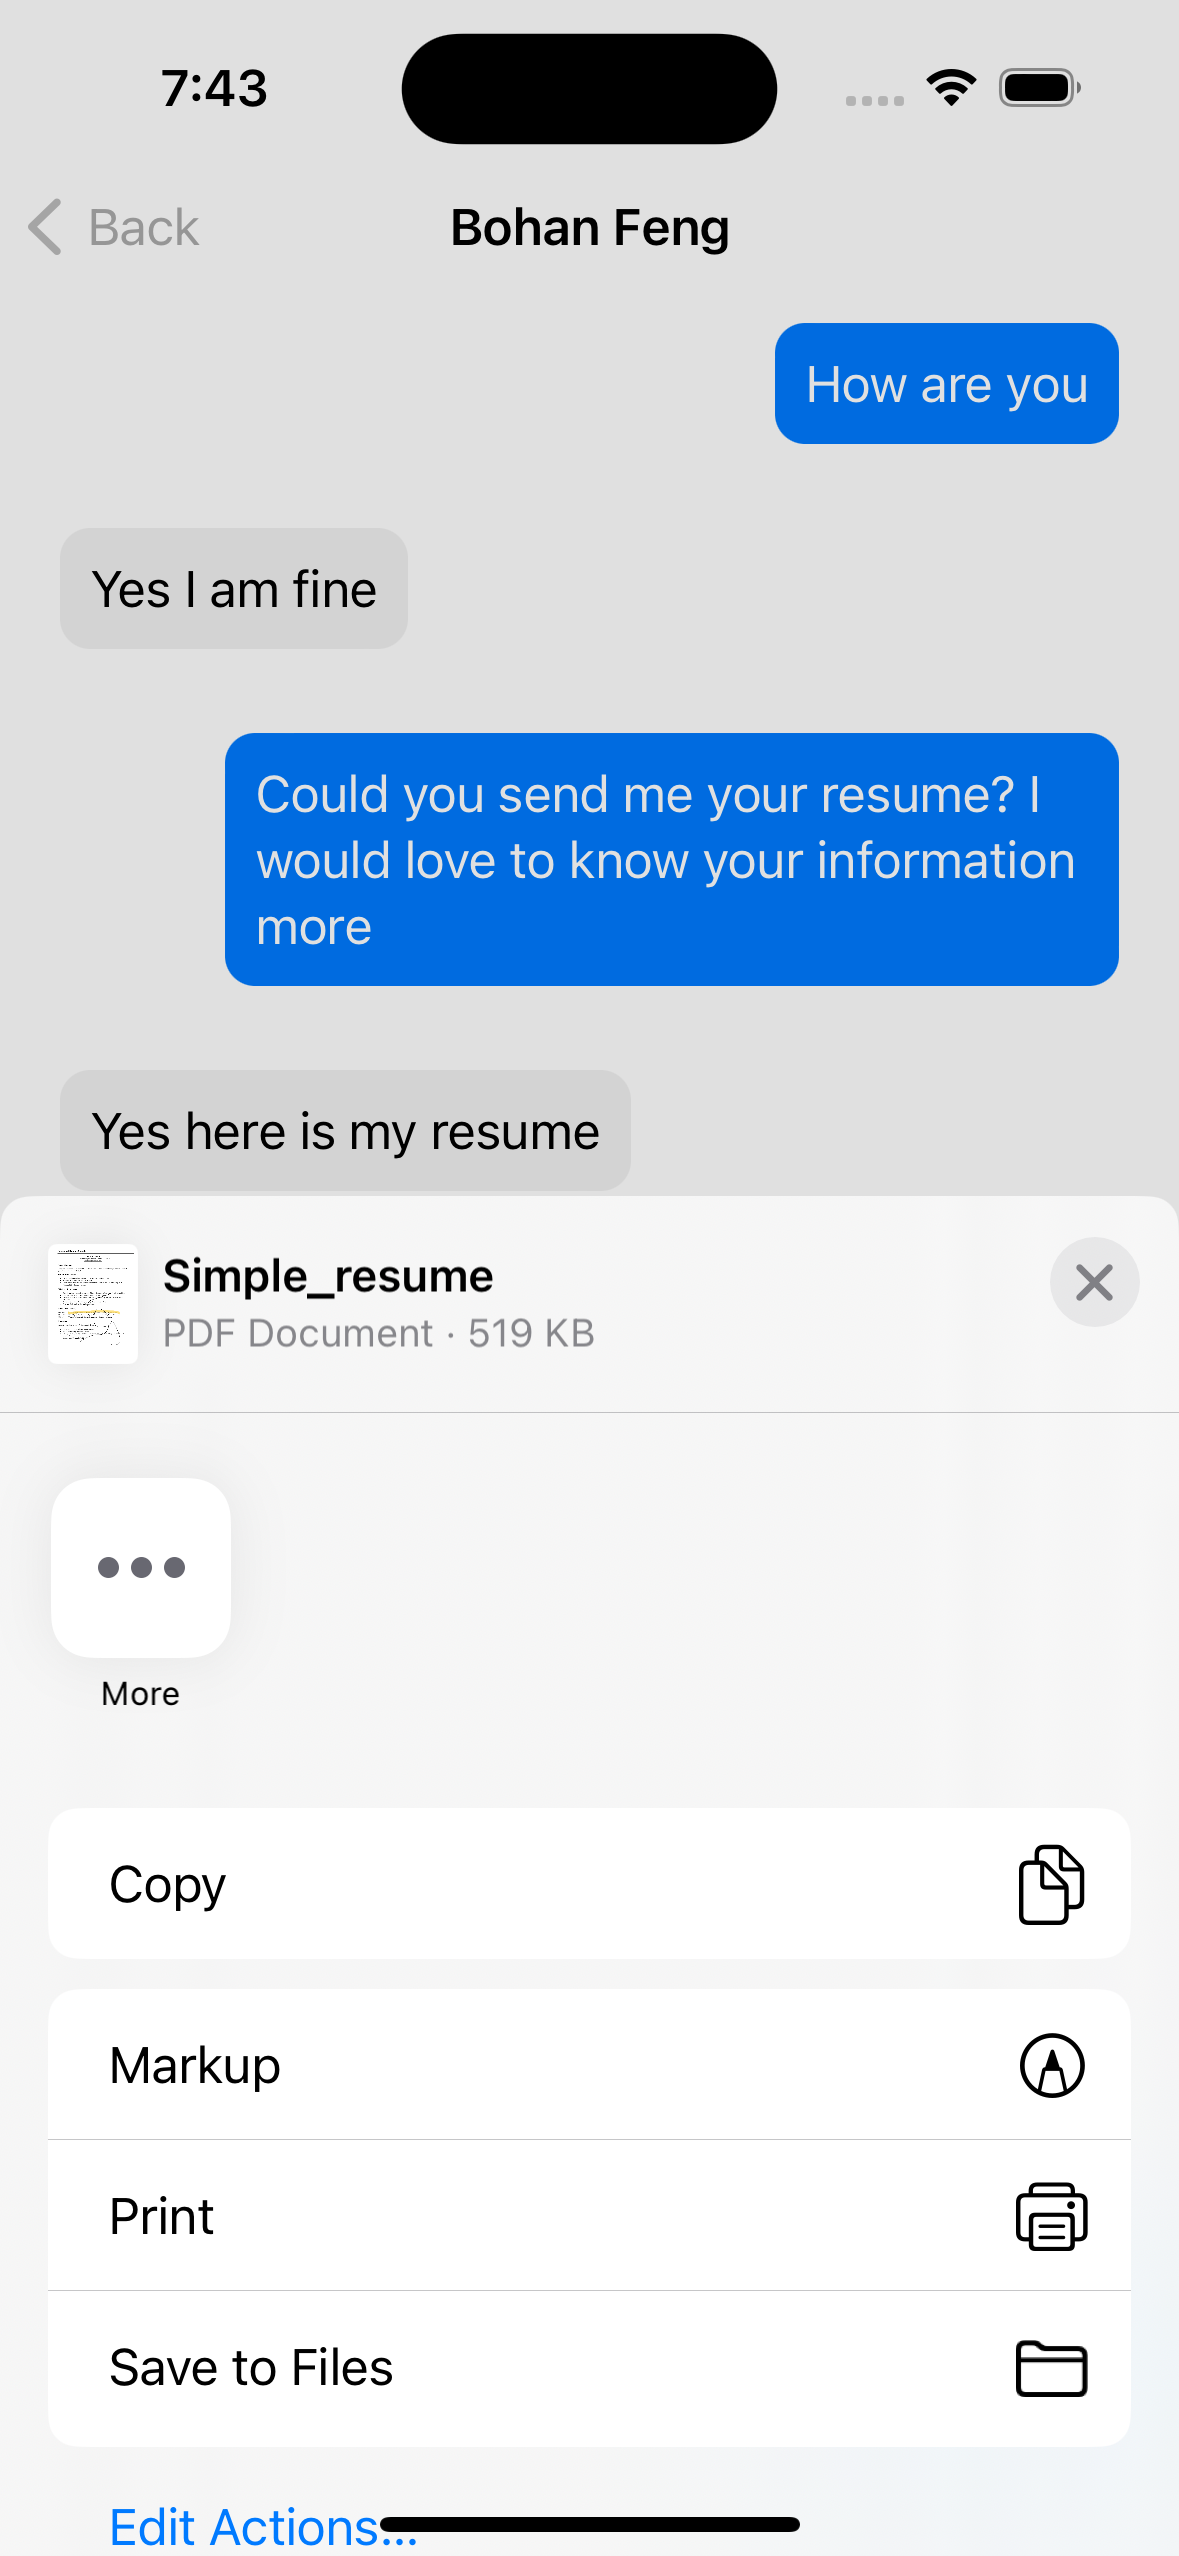 7:43
Back
Bohan Feng
How are you
Yes I am fine
Could you send me your resume? I
would love to know your information
more
Yes here is my resume
Simple_resume
PDF Document · 519 KB
More
Copy
Markup
Print
Save to Files
Edit Actions...